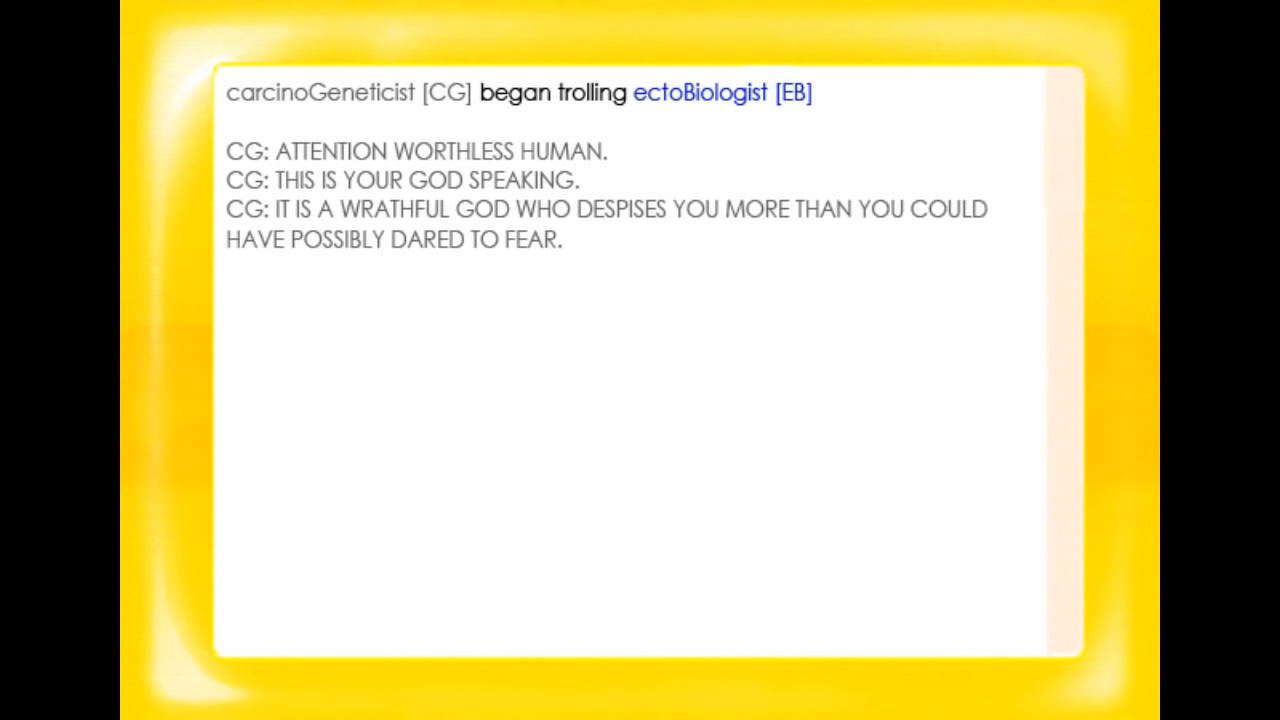 carcinoGeneticist [CG] began trolling ectoBiologist [EB]
CG: ATTENTION WORTHLESS HUMAN.
CG: THIS IS YOUR GOD SPEAKING.
CG: IT IS A WRATHFUL GOD WHO DESPISES YOU MORE THAN YOU COULD
HAVE POSSIBLY DARED TO FEAR.